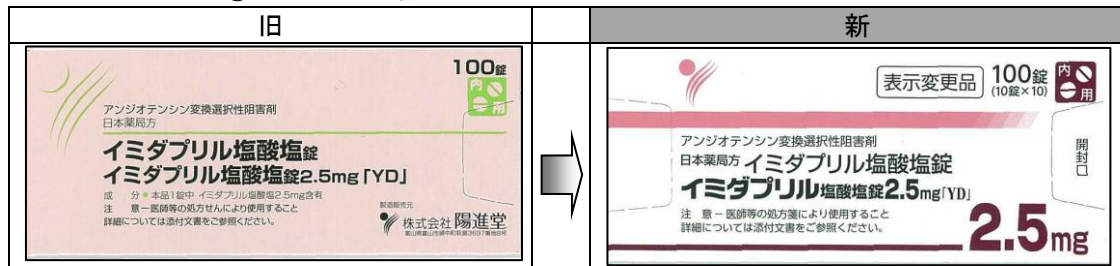 旧
新
100錠
内
用
アンジオテンシン変換選択性阻害剤
日本薬局方
イミダプリル塩酸塩錠
イミダプリル塩酸塩錠2.5mg「YD」
成 分●本品1錠中 イミダプリル塩酸塩2.5mg含有
注 意−医師等の処方せんにより使用すること
詳細については添付文書をご参照ください。
製造販売元
株式会社 陽進堂
表示変更品
100錠
(10錠×10)
内
用
アンジオテンシン変換選択性阻害剤
日本薬局方 イミダプリル塩酸塩錠
イミダプリル塩酸塩錠2.5mg「YD」
注 意−医師等の処方箋により使用すること
詳細については添付文書をご参照ください。
開封口
2.5mg